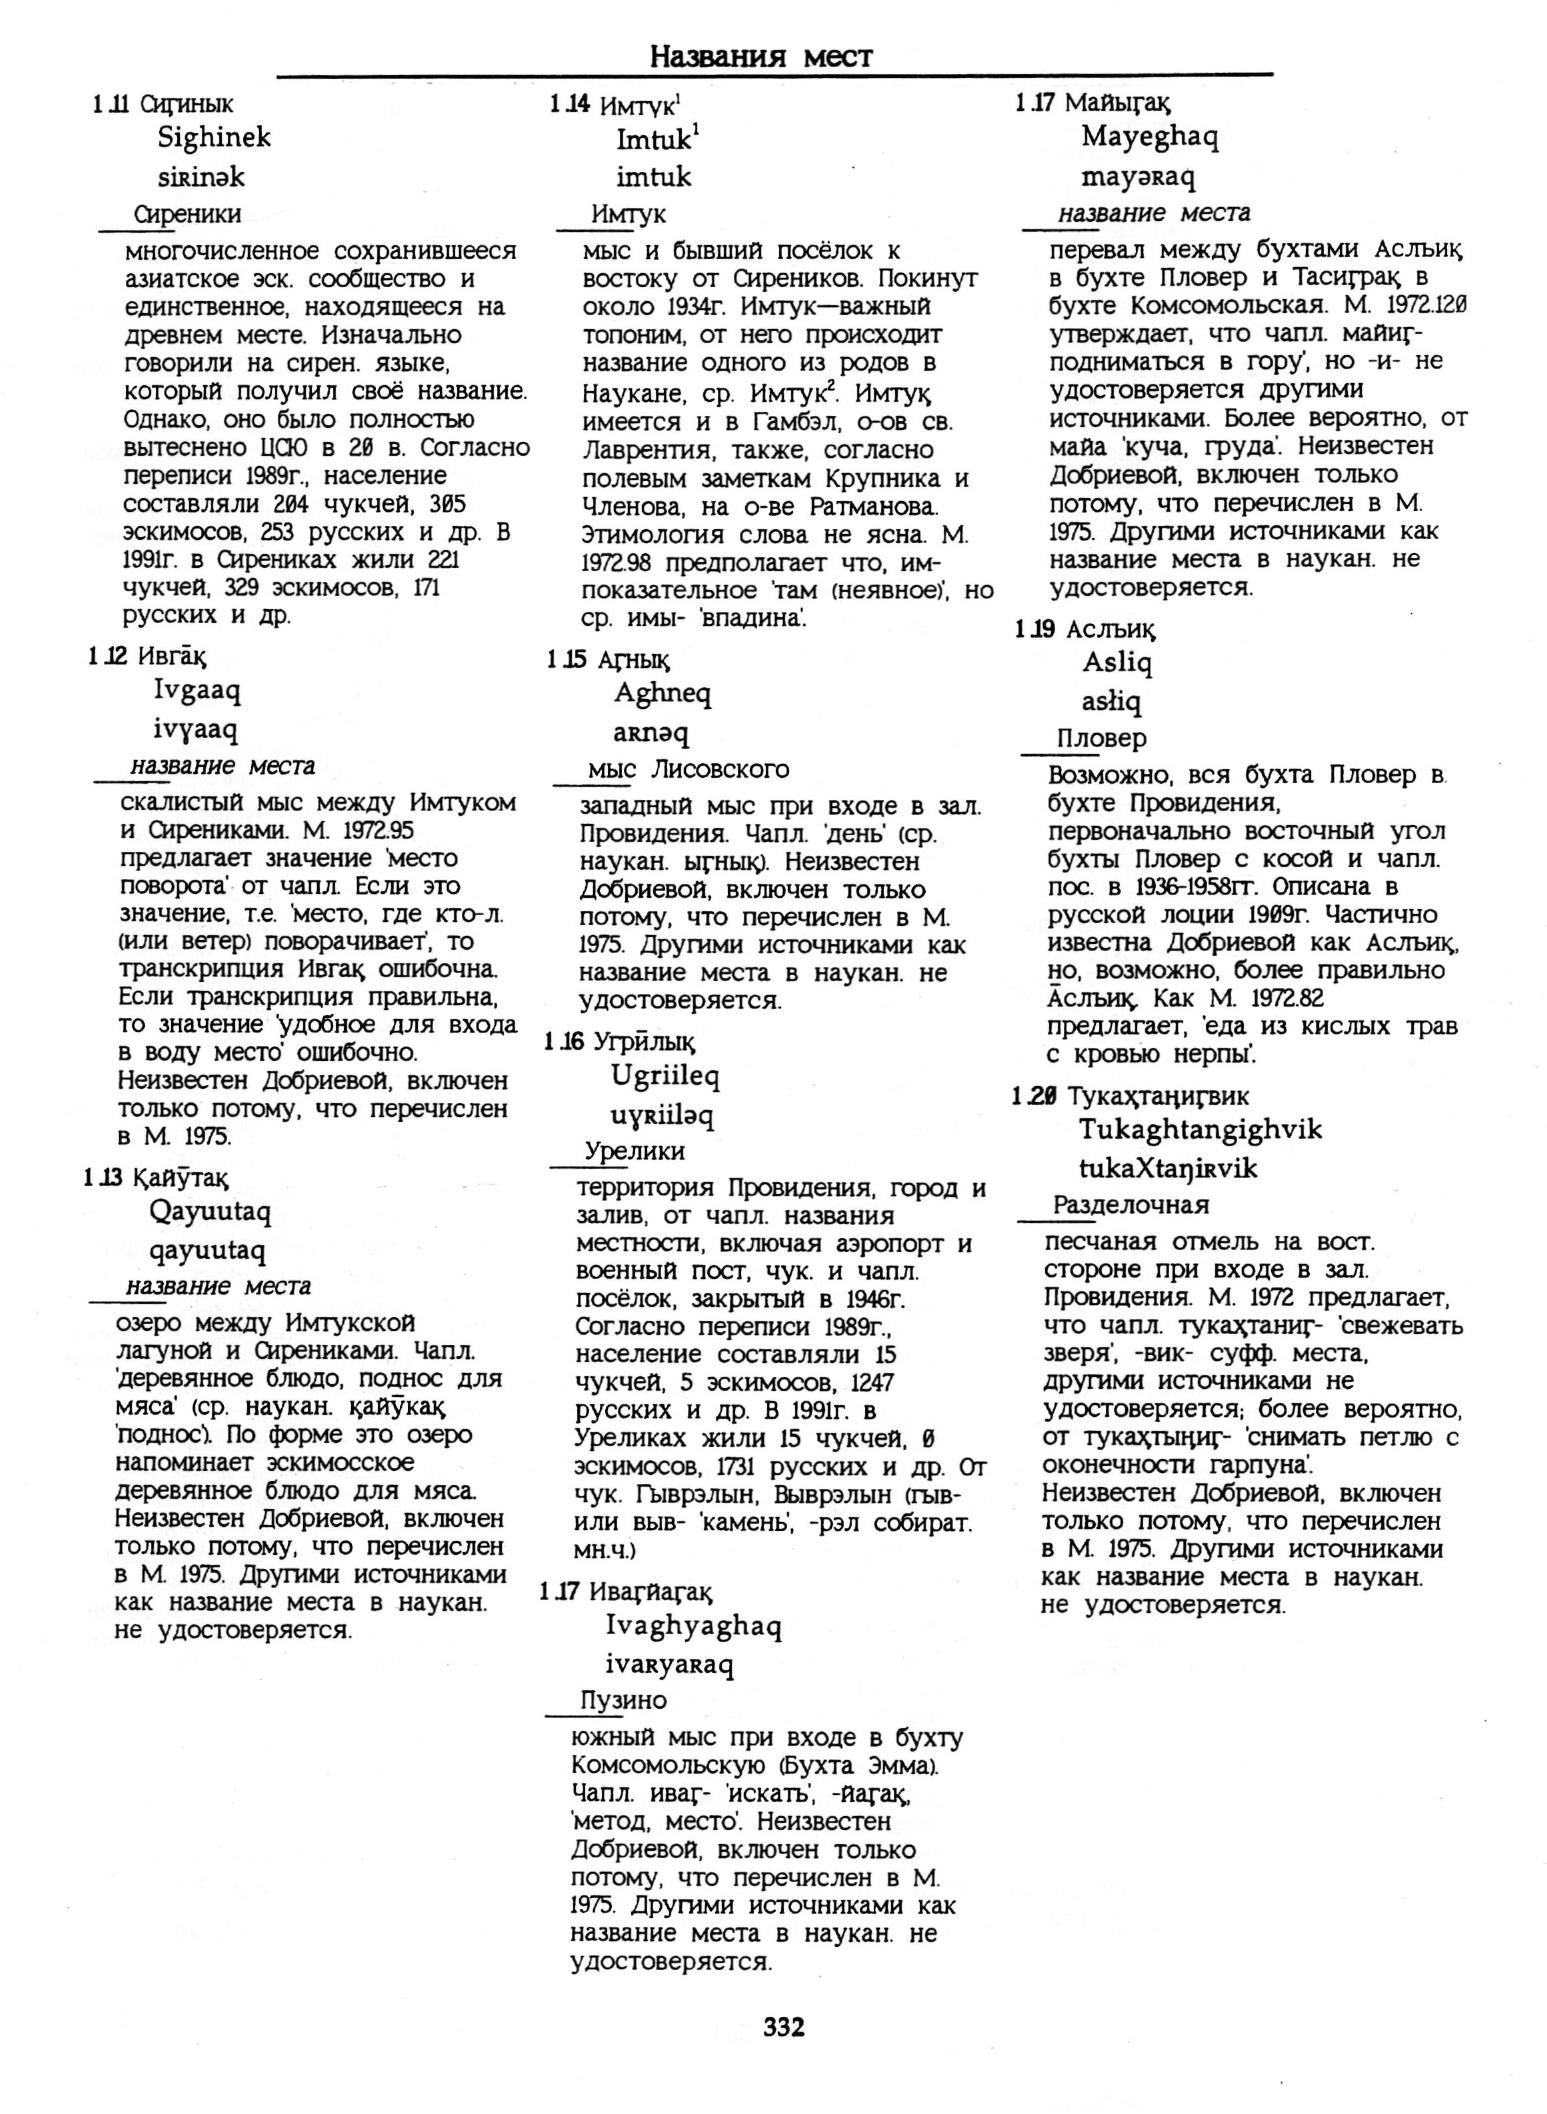 Названия мест
1.11 Сиӷинык
Sighinek
siʀinək
Сиреники
многочисленное сохранившееся
азиатское эск. сообщество и
единственное, находящееся на
древнем месте. Изначально
говорили на сирен. языке,
который получил своё название.
Однако, оно было полностью
вытеснено ЦСЮ в 20 в. Согласно
переписи 1989г., население
составляли 204 чукчей, 305
эскимосов, 253 русских и др. В
1991г. в Сирениках жили 221
чукчей, 329 эскимосов, 171
русских и др.
1.12 Ивга̄қ
Ivgaaq
ivɣaaq
название места
скалистый мыс между Имтуком
и Сирениками. М. 1972.95
предлагает значение 'место
поворота' от чапл. Если это
значение, т.е. 'место, где кто-л.
(или ветер) поворачивает', то
транскрипция Ивгақ ошибочна.
Если транскрипция правильна,
то значение 'удобное для входа
в воду место' ошибочно.
Неизвестен Добриевой, включен
только потому, что перечислен
в М. 1975.
1.13 Қайӯтақ
Qayuutaq
qayuutaq
название места
озеро между Имтукской
лагуной и Сирениками. Чапл.
'деревянное блюдо, поднос для
мяса' (ср. наукан. қайӯкақ
'поднос'). По форме это озеро
напоминает эскимосское
деревянное блюдо для мяса.
Неизвестен Добриевой, включен
только потому, что перечислен
в М. 1975. Другими источниками
как название места в наукан.
не удостоверяется.
1.14 Имтук¹
Imtuk¹
imtuk
Имтук
мыс и бывший посёлок к
востоку от Сиреников. Покинут
около 1934г. Имтук—важный
топоним, от него происходит
название одного из родов в
Наукане, ср. Имтук². Имтуқ
имеется и в Гамбэл, о-ов св.
Лаврентия, также, согласно
полевым заметкам Крупника и
Членова, на о-ве Ратманова.
Этимология слова не ясна. М.
1972.98 предполагает что, им-
показательное 'там (неявное)', но
ср. имы- 'впадина'.
1.15 Аӷнық
Aghneq
aʀnəq
мыс Лисовского
западный мыс при входе в зал.
Провидения. Чапл. 'день' (ср.
наукан. ыӷнық). Неизвестен
Добриевой, включен только
потому, что перечислен в М.
1975. Другими источниками как
название места в наукан. не
удостоверяется.
1.16 Угрӣлық
Ugriileq
uɣʀiiləq
Урелики
территория Провидения, город и
залив, от чапл. названия
местности, включая аэропорт и
военный пост, чук. и чапл.
посёлок, закрытый в 1946г.
Согласно переписи 1989г.,
население составляли 15
чукчей, 5 эскимосов, 1247
русских и др. В 1991г. в
Уреликах жили 15 чукчей, 0
эскимосов, 1731 русских и др. От
чук. Гыврэлын, Выврэлын (гыв-
или выв- 'камень', -рэл собират.
мн.ч.)
1.17 Иваӷйаӷақ
Ivaghyaghaq
ivaʀyaʀaq
Пузино
южный мыс при входе в бухту
Комсомольскую (Бухта Эмма).
Чапл. иваӷ- 'искать', -йаӷақ,
'метод, место'. Неизвестен
Добриевой, включен только
потому, что перечислен в М.
1975. Другими источниками как
название места в наукан. не
удостоверяется.
1.17 Майыӷақ
Mayeghaq
mayəʀaq
название места
перевал между бухтами Аслъиқ
в бухте Пловер и Тасиӷрақ в
бухте Комсомольская. М. 1972.120
утверждает, что чапл. майиӷ-
подниматься в гору', но -и- не
удостоверяется другими
источниками. Более вероятно, от
майа 'куча, груда'. Неизвестен
Добриевой, включен только
потому, что перечислен в М.
1975. Другими источниками как
название места в наукан. не
удостоверяется.
1.19 Аслъиқ
Asliq
asłiq
Пловер
Возможно, вся бухта Пловер в
бухте Провидения,
первоначально восточный угол
бухты Пловер с косой и чапл.
пос. в 1936-1958гг. Описана в
русской лоции 1909г. Частично
известна Добриевой как Аслъиқ,
но, возможно, более правильно
А̄слъиқ. Как М. 1972.82
предлагает, 'еда из кислых трав
с кровью нерпы'.
1.20 Тукаӽтаӊиӷвик
Tukaghtangighvik
tukaXtaŋiʀvik
Разделочная
песчаная отмель на вост.
стороне при входе в зал.
Провидения. М. 1972 предлагает,
что чапл. тукаӽтаниӷ- 'свежевать
зверя', -вик- суфф. места,
другими источниками не
удостоверяется; более вероятно,
от тукаӽтыӊиӷ- 'снимать петлю с
оконечности гарпуна'.
Неизвестен Добриевой, включен
только потому, что перечислен
в М. 1975. Другими источниками
как название места в наукан.
не удостоверяется.
332